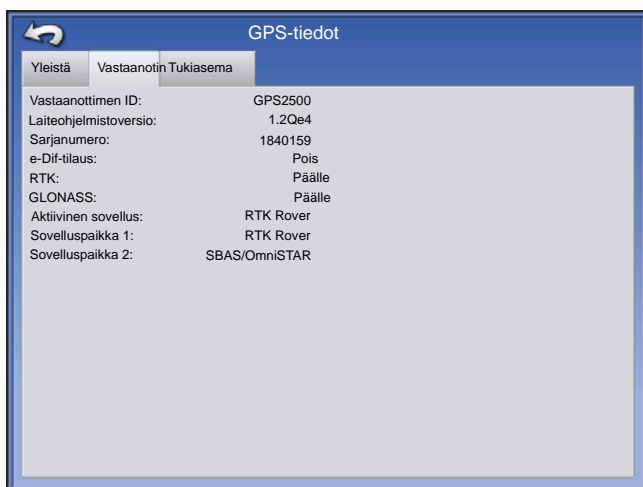 GPS-tiedot
Yleistä Vastaanotin Tukiasema
Vastaanottimen ID: GPS2500
Laiteohjelmistoversio: 1.2Qe4
Sarjanumero: 1840159
e-Dif-tilaus: Pois
RTK: Päälle
GLONASS: Päälle
Aktiivinen sovellus: RTK Rover
Sovelluspaikka 1: RTK Rover
Sovelluspaikka 2: SBAS/OmniSTAR